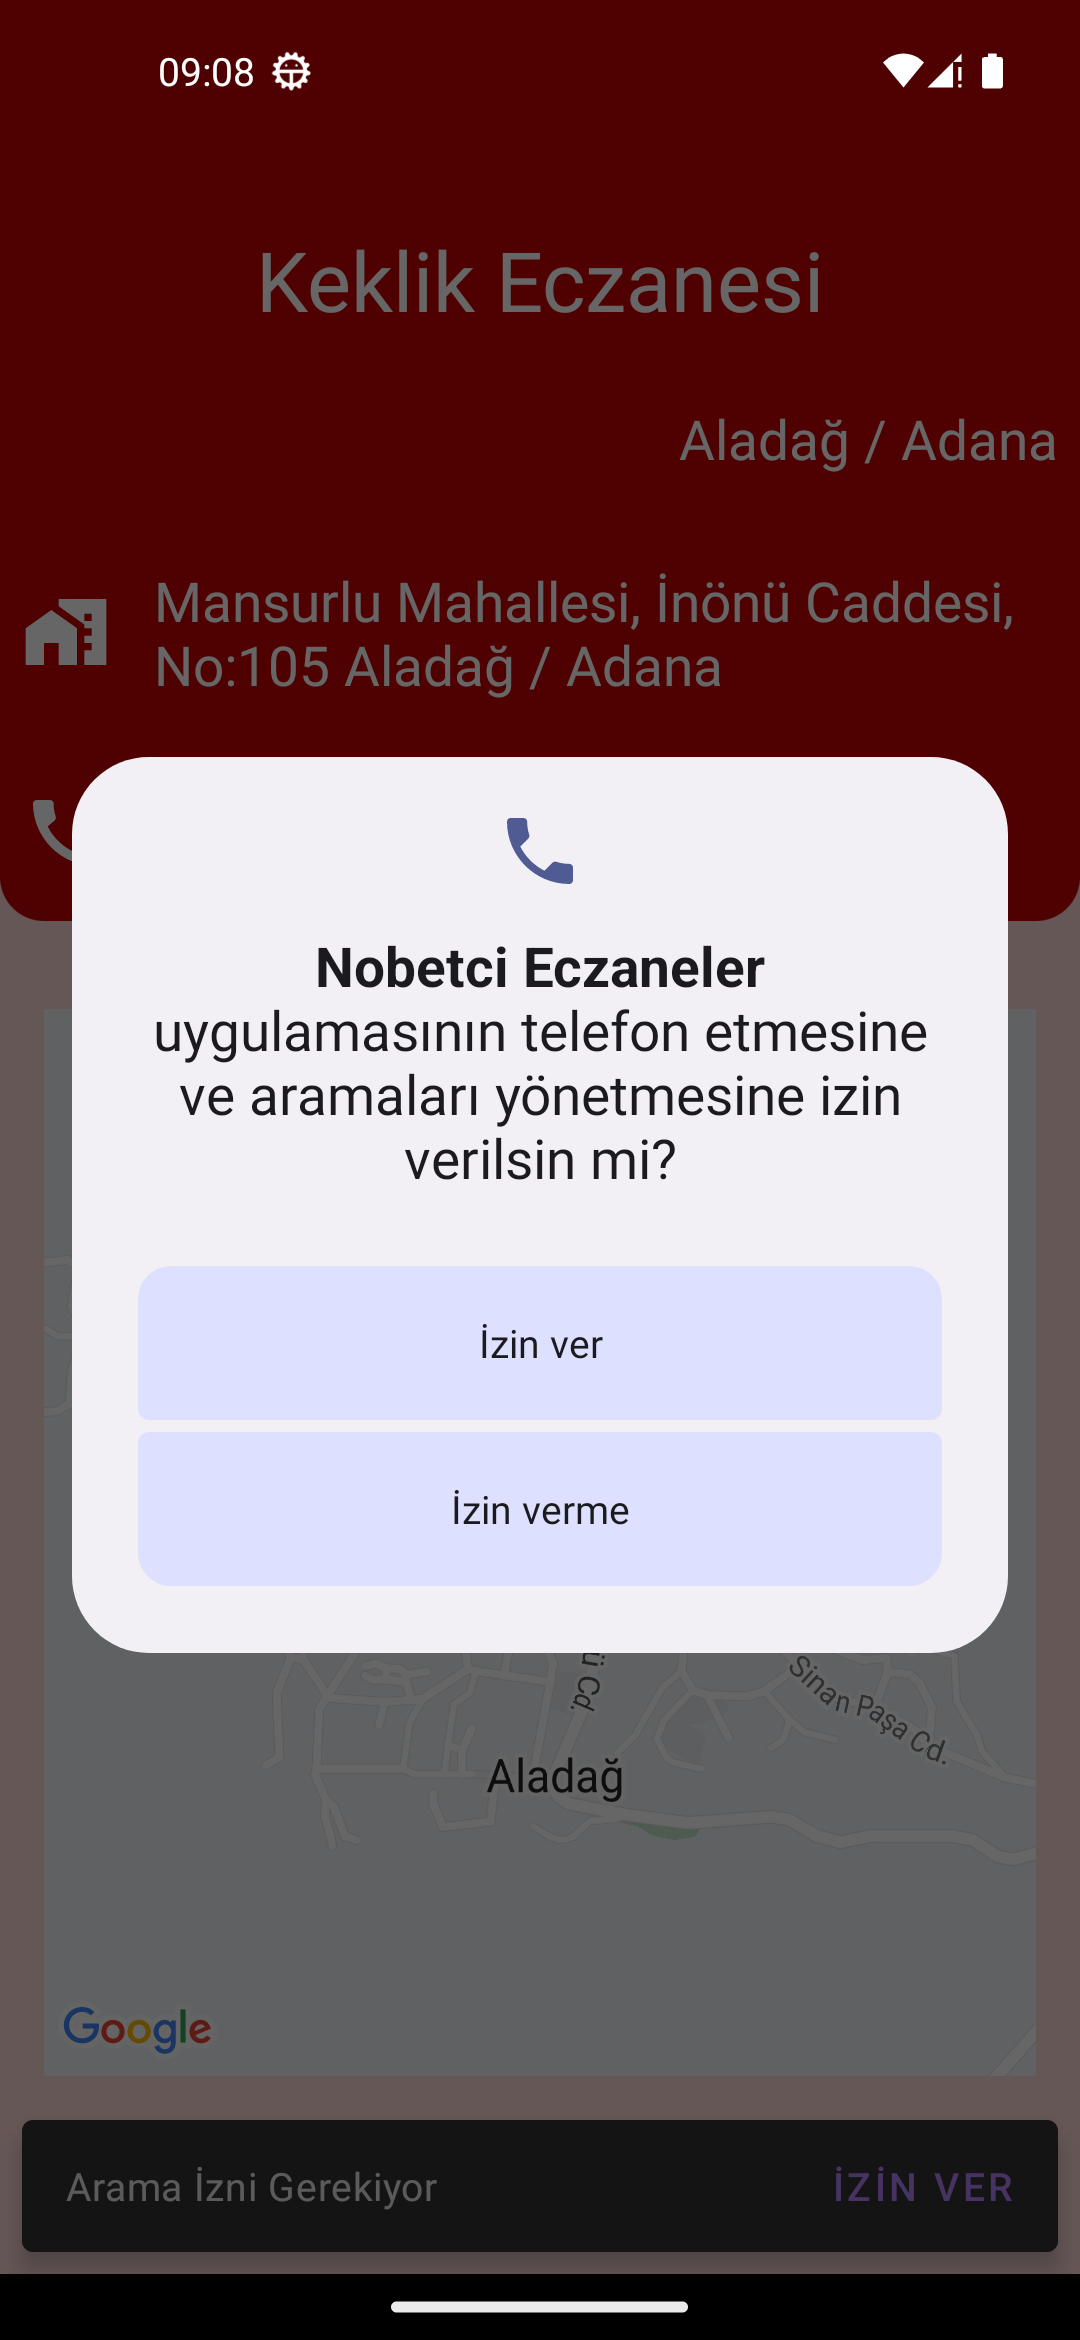 09:08
Keklik Eczanesi
Aladağ / Adana
Mansurlu Mahallesi, İnönü Caddesi,
No:105 Aladağ / Adana
Nobetci Eczaneler
uygulamasının telefon etmesine
ve aramaları yönetmesine izin
verilsin mi?
İzin ver
İzin verme
ü Cd.
Sinan Paşa Cd.
Aladağ
Google
Arama İzni Gerekiyor
İZİN VER